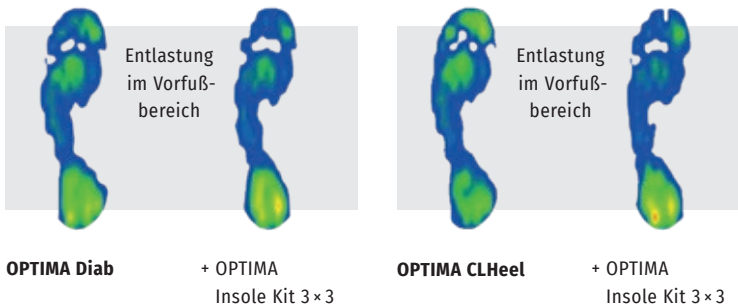 Entlastung
im Vorfuß-
bereich
Entlastung
im Vorfuß-
bereich
OPTIMA Diab
+ OPTIMA
Insole Kit 3 × 3
OPTIMA CLHeel
+ OPTIMA
Insole Kit 3 × 3